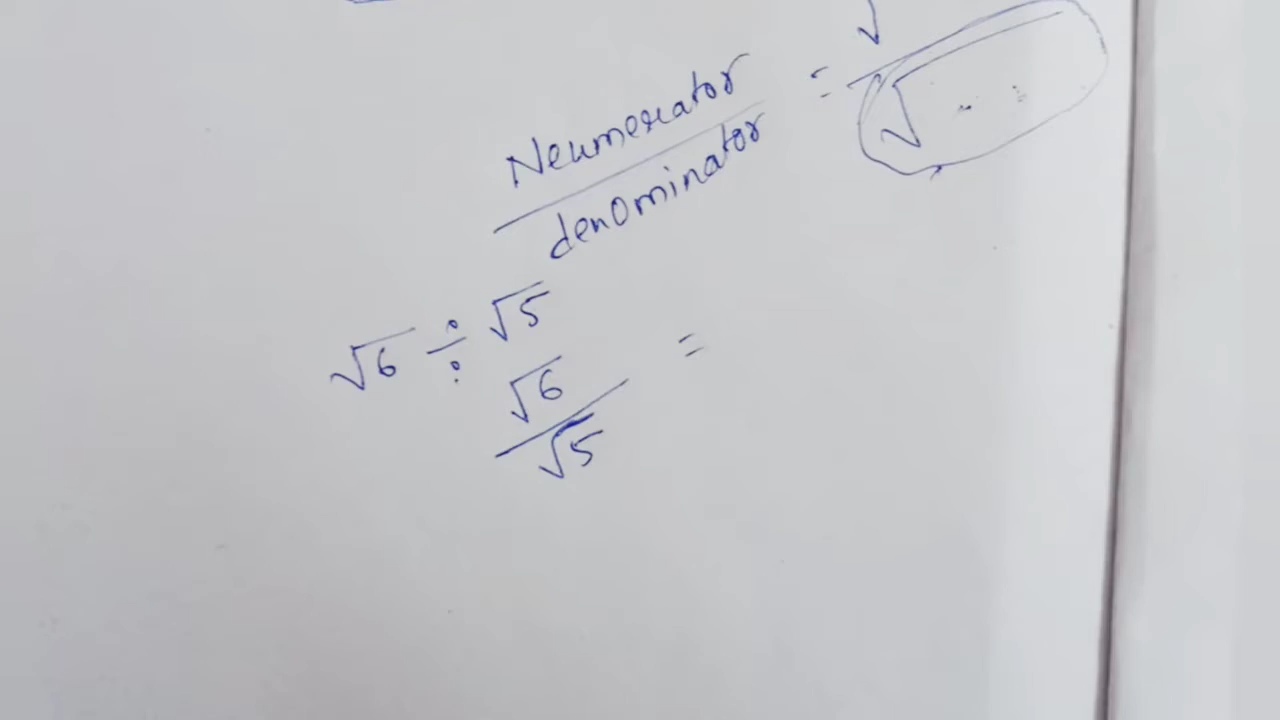 Neumerator = √
denominator √
√6 ÷ √5
√6 =
√5